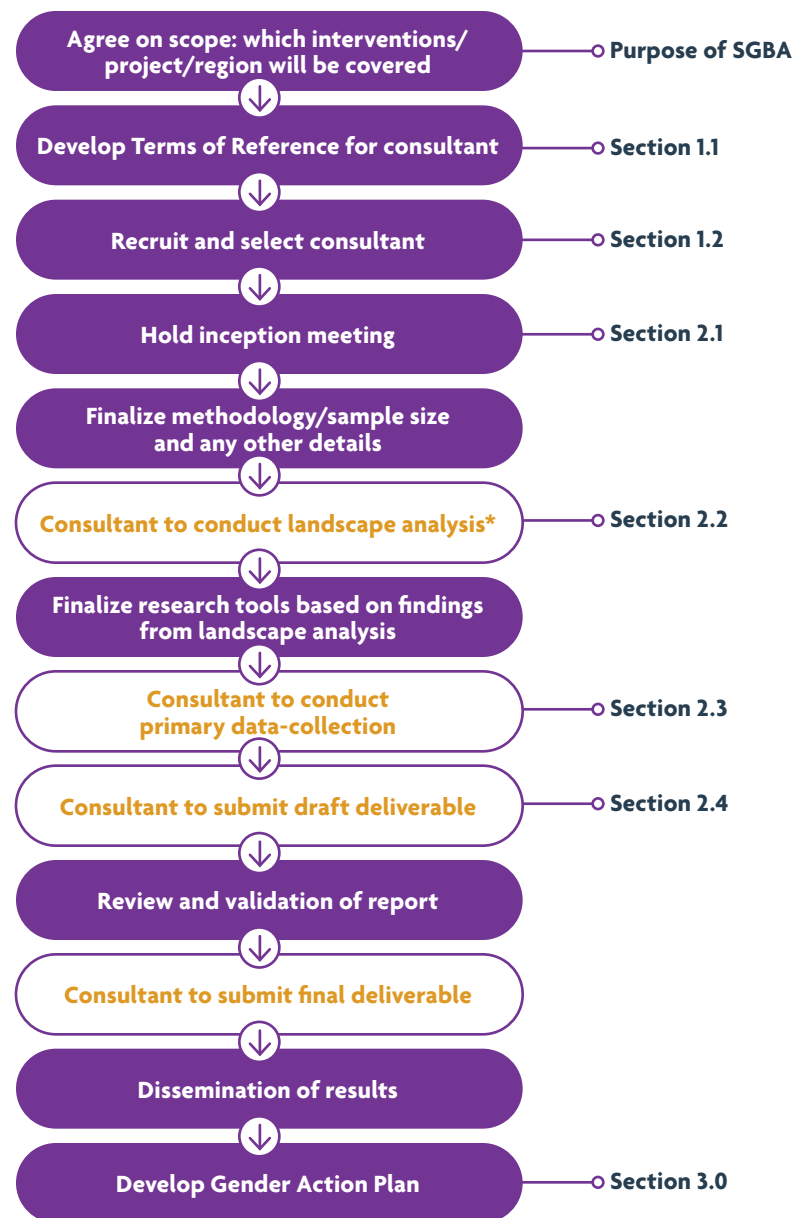 Agree on scope: which interventions/
project/region will be covered
Purpose of SGBA
Develop Terms of Reference for consultant
Section 1.1
Recruit and select consultant
Section 1.2
Hold inception meeting
Section 2.1
Finalize methodology/sample size
and any other details
Consultant to conduct landscape analysis*
Section 2.2
Finalize research tools based on findings
from landscape analysis
Consultant to conduct
primary data-collection
Section 2.3
Consultant to submit draft deliverable
Section 2.4
Review and validation of report
Consultant to submit final deliverable
Dissemination of results
Develop Gender Action Plan
Section 3.0